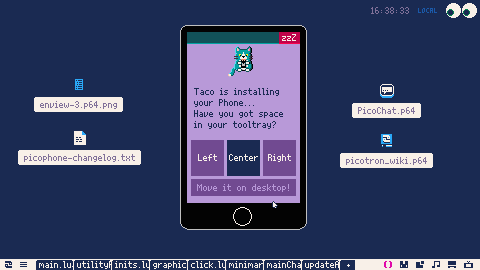 16:38:33 LOCAL
zzZ
Taco is installing
your Phone...
Have you got space
in your tooltray?
Left Center Right
Move it on desktop!
enview-3.p64.png
picophone-changelog.txt
PicoChat.p64
picotron_wiki.p64
main.lu utilityF inits.lu graphic click.lu minimar mainCha updateF +